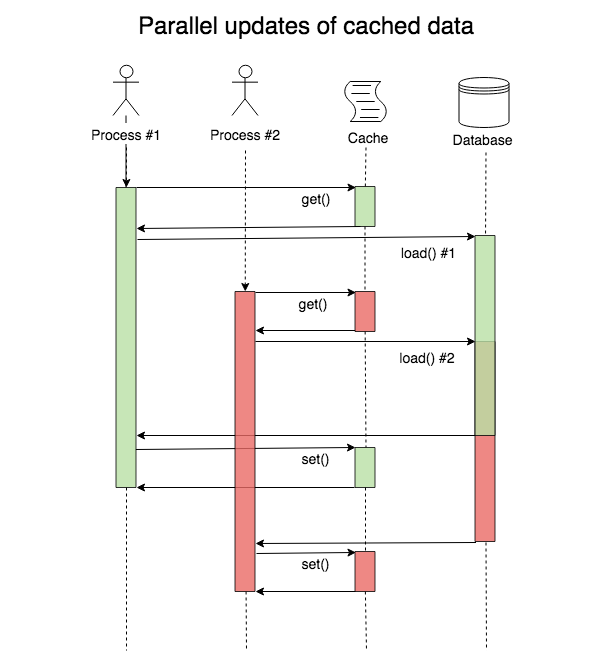 Parallel updates of cached data
Process #1
Process #2
Cache
Database
get()
load() #1
get()
load() #2
set()
set()